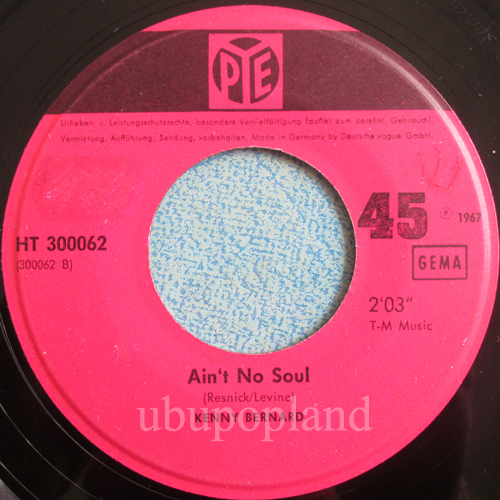 PYE
Urheber- u. Leistungsschutzrechte, besonders Vervielfältigung (außer zum persönl. Gebrauch),
Vermietung, Aufführung, Sendung, vorbehalten. Made in Germany by Deutsche vogue GmbH.
HT 300062
(300062 B)
45
℗ 1967
GEMA
2'03"
T-M Music
Ain't No Soul
(Resnick/Levine)
KENNY BERNARD
ubupopland